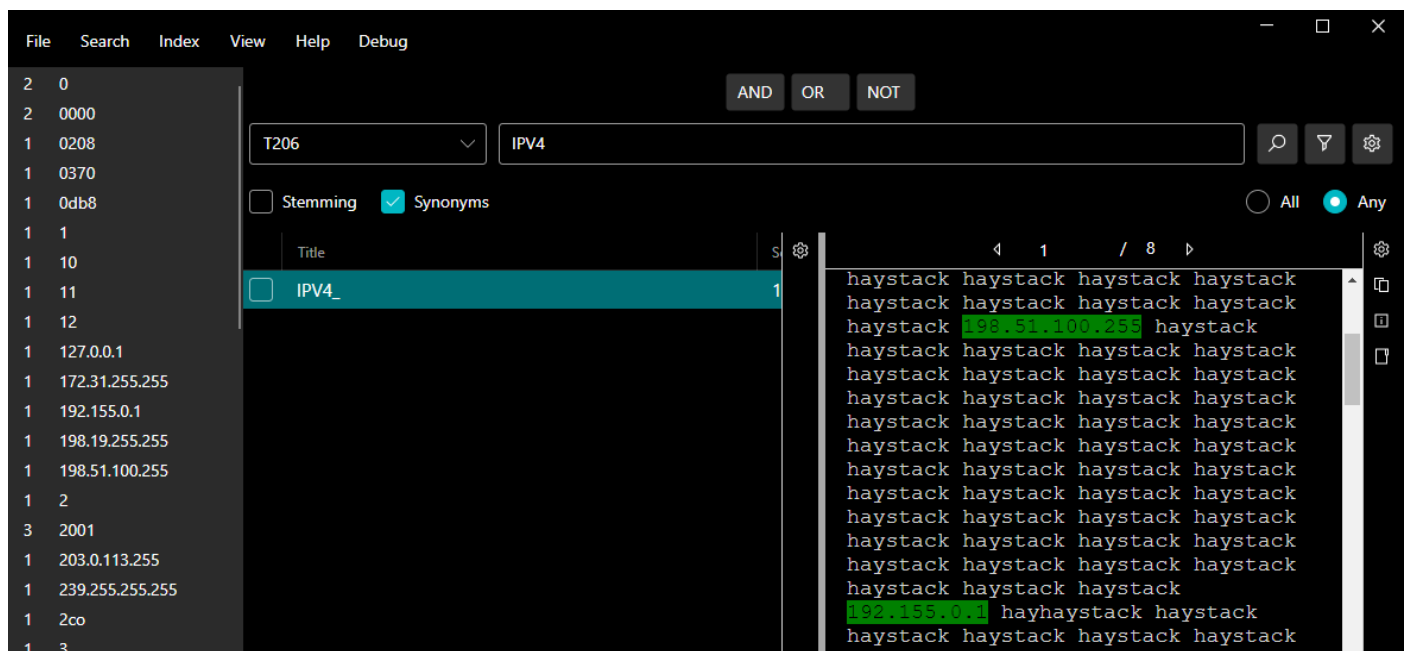 File Search Index View Help Debug
2 0
2 0000
1 0208
1 0370
1 0db8
1 1
1 10
1 11
1 12
1 127.0.0.1
1 172.31.255.255
1 192.155.0.1
1 198.19.255.255
1 198.51.100.255
1 2
3 2001
1 203.0.113.255
1 239.255.255.255
1 2co
1 3
AND OR NOT
T206 IPV4
Stemming Synonyms All Any
Title
IPV4_ 1
1 / 8
haystack haystack haystack haystack
haystack haystack haystack haystack
haystack 198.51.100.255 haystack
haystack haystack haystack haystack
haystack haystack haystack haystack
haystack haystack haystack haystack
haystack haystack haystack haystack
haystack haystack haystack haystack
haystack haystack haystack haystack
haystack haystack haystack haystack
haystack haystack haystack haystack
haystack haystack haystack haystack
haystack haystack haystack haystack
haystack haystack haystack
192.155.0.1 hayhaystack haystack
haystack haystack haystack haystack